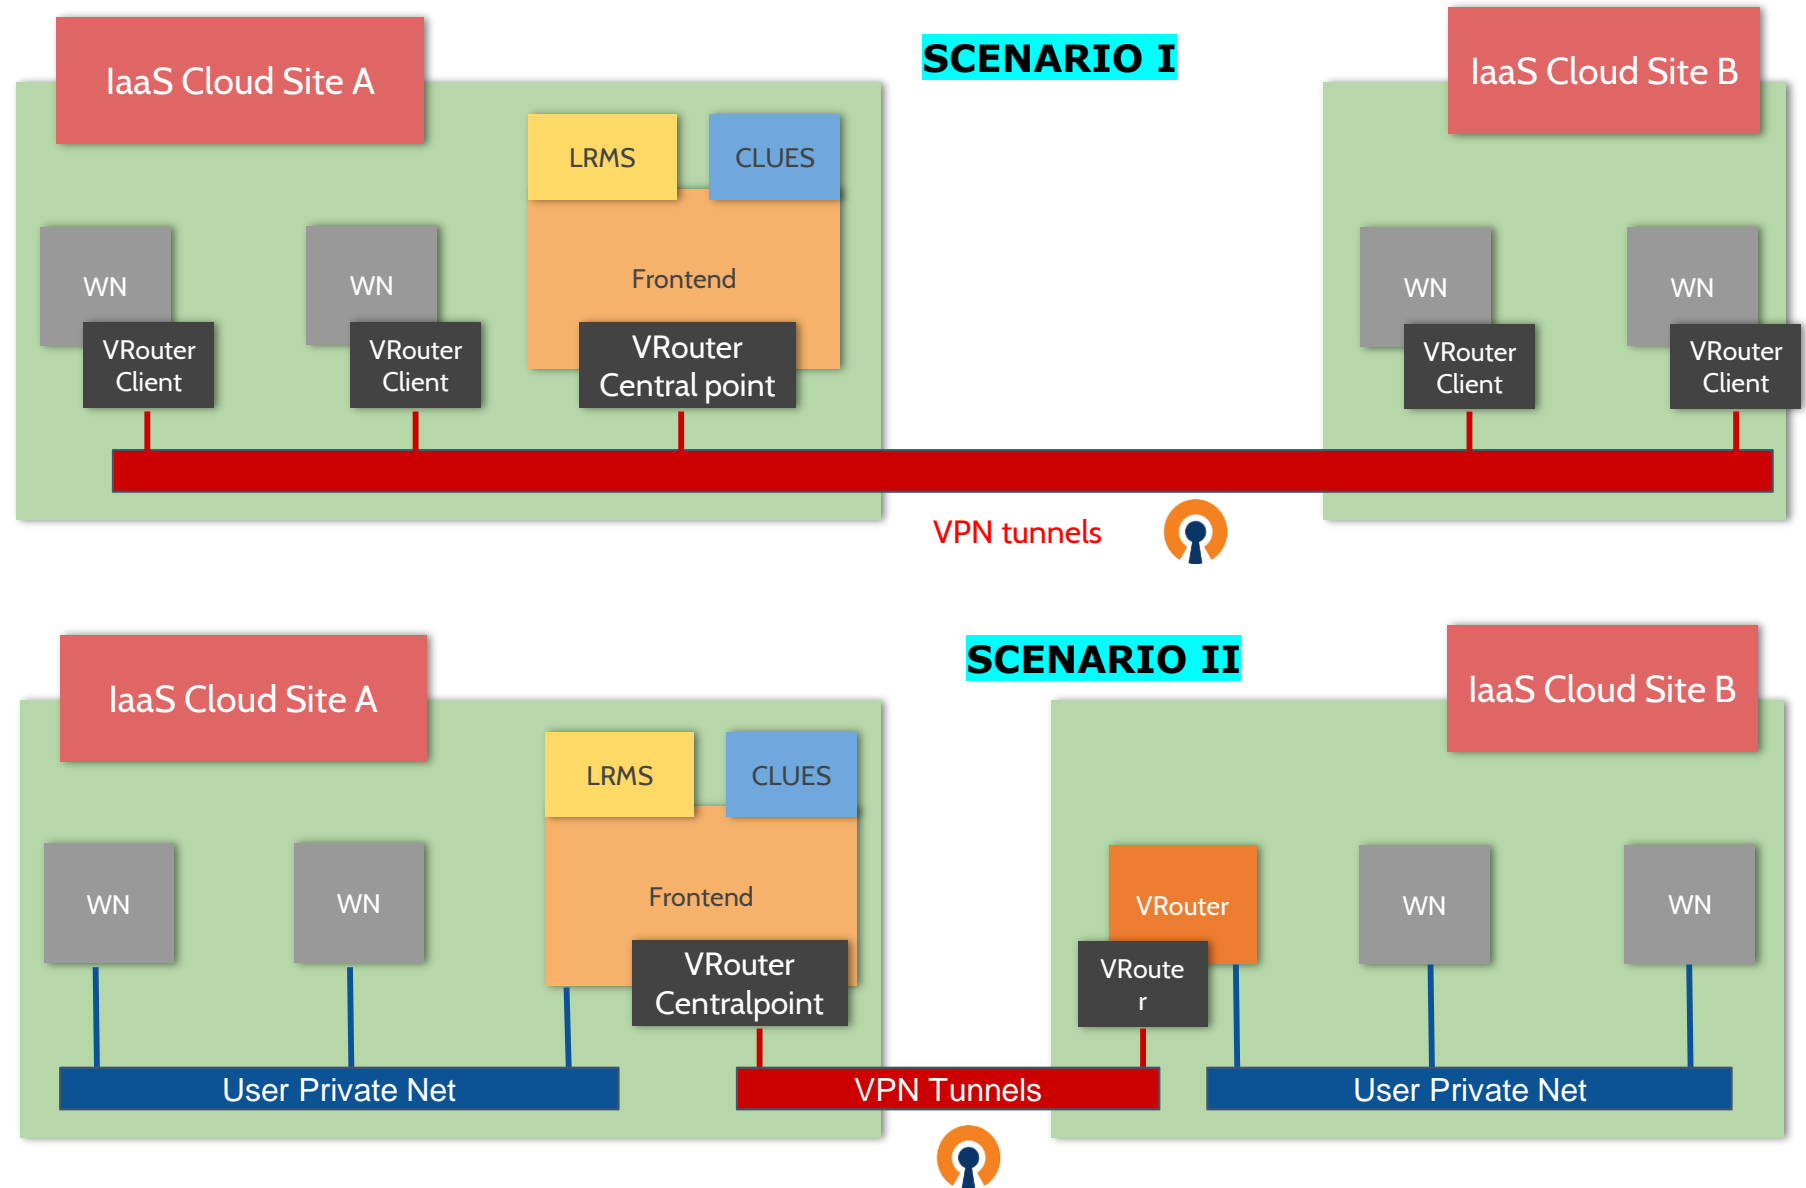 SCENARIO I
IaaS Cloud Site A
IaaS Cloud Site B
LRMS
CLUES
WN
WN
Frontend
WN
WN
VRouter
Client
VRouter
Client
VRouter
Central point
VRouter
Client
VRouter
Client
VPN tunnels
SCENARIO II
IaaS Cloud Site A
IaaS Cloud Site B
LRMS
CLUES
WN
WN
Frontend
VRouter
WN
WN
VRouter
Centralpoint
VRoute
r
User Private Net
VPN Tunnels
User Private Net